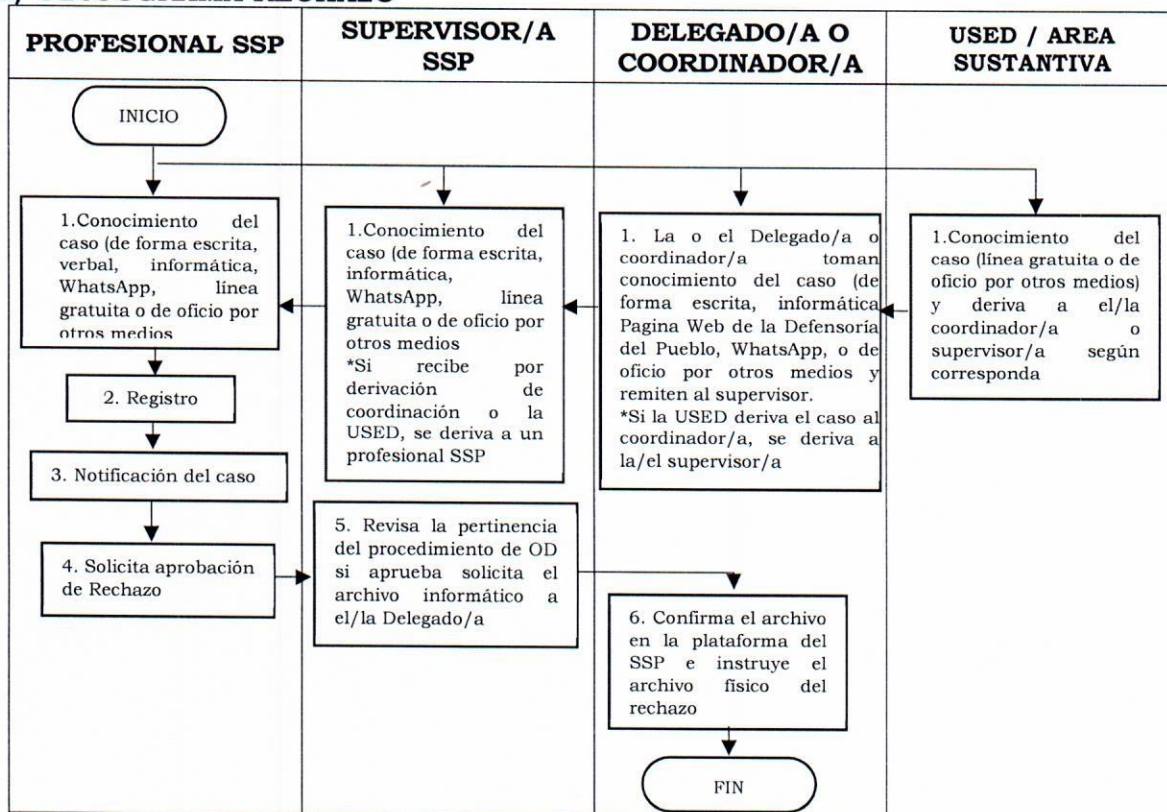 PROFESIONAL SSP
SUPERVISOR/A
SSP
DELEGADO/A O
COORDINADOR/A
USED / AREA
SUSTANTIVA
INICIO
1.Conocimiento del
caso (de forma escrita,
verbal, informática,
WhatsApp, línea
gratuita o de oficio por
otros medios
1.Conocimiento del
caso (de forma escrita,
informática,
WhatsApp, línea
gratuita o de oficio por
otros medios
*Si recibe por
derivación de
coordinación o la
USED, se deriva a un
profesional SSP
1. La o el Delegado/a o
coordinador/a toman
conocimiento del caso (de
forma escrita, informática
Pagina Web de la Defensoría
del Pueblo, WhatsApp, o de
oficio por otros medios y
remiten al supervisor.
*Si la USED deriva el caso al
coordinador/a, se deriva a
la/el supervisor/a
1.Conocimiento del
caso (línea gratuita o de
oficio por otros medios)
y deriva a el/la
coordinador/a o
supervisor/a según
corresponda
2. Registro
3. Notificación del caso
4. Solicita aprobación
de Rechazo
5. Revisa la pertinencia
del procedimiento de OD
si aprueba solicita el
archivo informático a
el/la Delegado/a
6. Confirma el archivo
en la plataforma del
SSP e instruye el
archivo físico del
rechazo
FIN